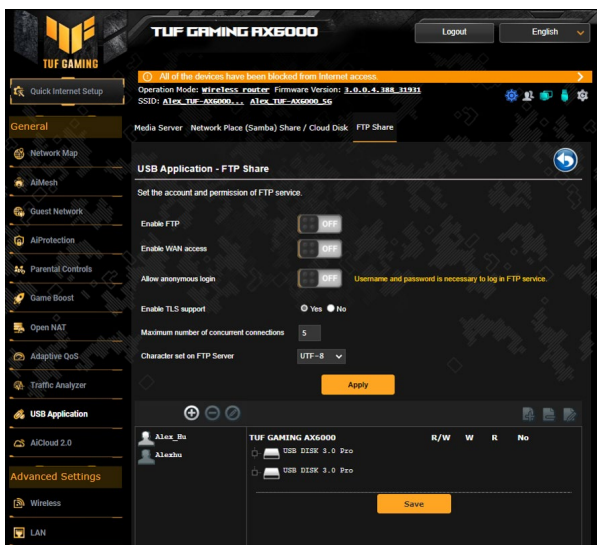 TUF GAMING
TUF GAMING AX6000
Logout
English
All of the devices have been blocked from Internet access.
Quick Internet Setup
Operation Mode: Wireless router Firmware Version: 3.0.0.4.388_31931
SSID: Alex_TUF-AX6000... Alex_TUF-AX6000_5G
General
Media Server Network Place (Samba) Share / Cloud Disk FTP Share
Network Map
USB Application - FTP Share
AiMesh
Set the account and permission of FTP service.
Guest Network
Enable FTP OFF
AiProtection
Enable WAN access OFF
Parental Controls
Allow anonymous login OFF Username and password is necessary to log in FTP service.
Game Boost
Enable TLS support Yes No
Open NAT
Maximum number of concurrent connections 5
Adaptive QoS
Character set on FTP Server UTF-8
Traffic Analyzer
Apply
USB Application
AiCloud 2.0
Alex_Hu
Alexhu
TUF GAMING AX6000 R/W W R No
USB DISK 3.0 Pro
USB DISK 3.0 Pro
Advanced Settings
Wireless
Save
LAN